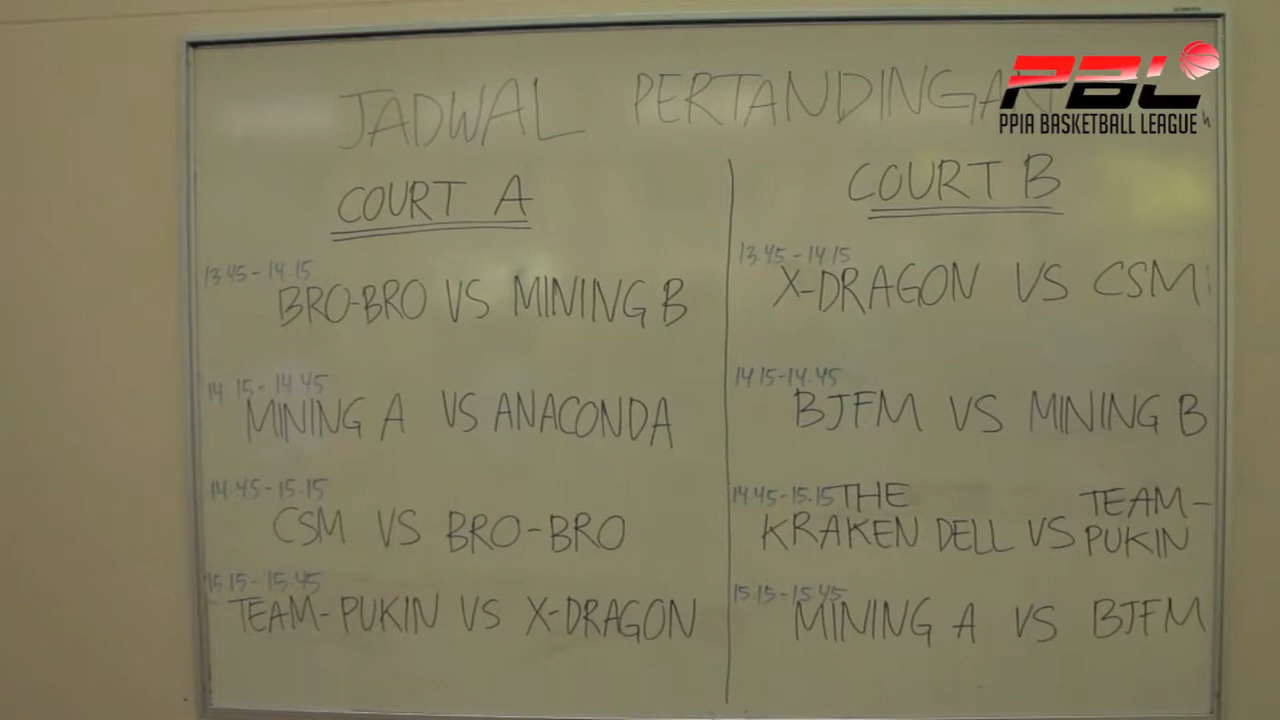 JADWAL PERTANDINGAN
PBL
PPIA BASKETBALL LEAGUE
COURT A
13.45 - 14.15
BRO-BRO VS MINING B
14.15 - 14.45
MINING A VS ANACONDA
14.45 - 15.15
CSM VS BRO-BRO
15.15 - 15.45
TEAM-PUKIN VS X-DRAGON
COURT B
13.45 - 14.15
X-DRAGON VS CSM
14.15 - 14.45
BJFM VS MINING B
14.45 - 15.15
THE KRAKEN DELL VS TEAM-PUKIN
15.15 - 15.45
MINING A VS BJFM